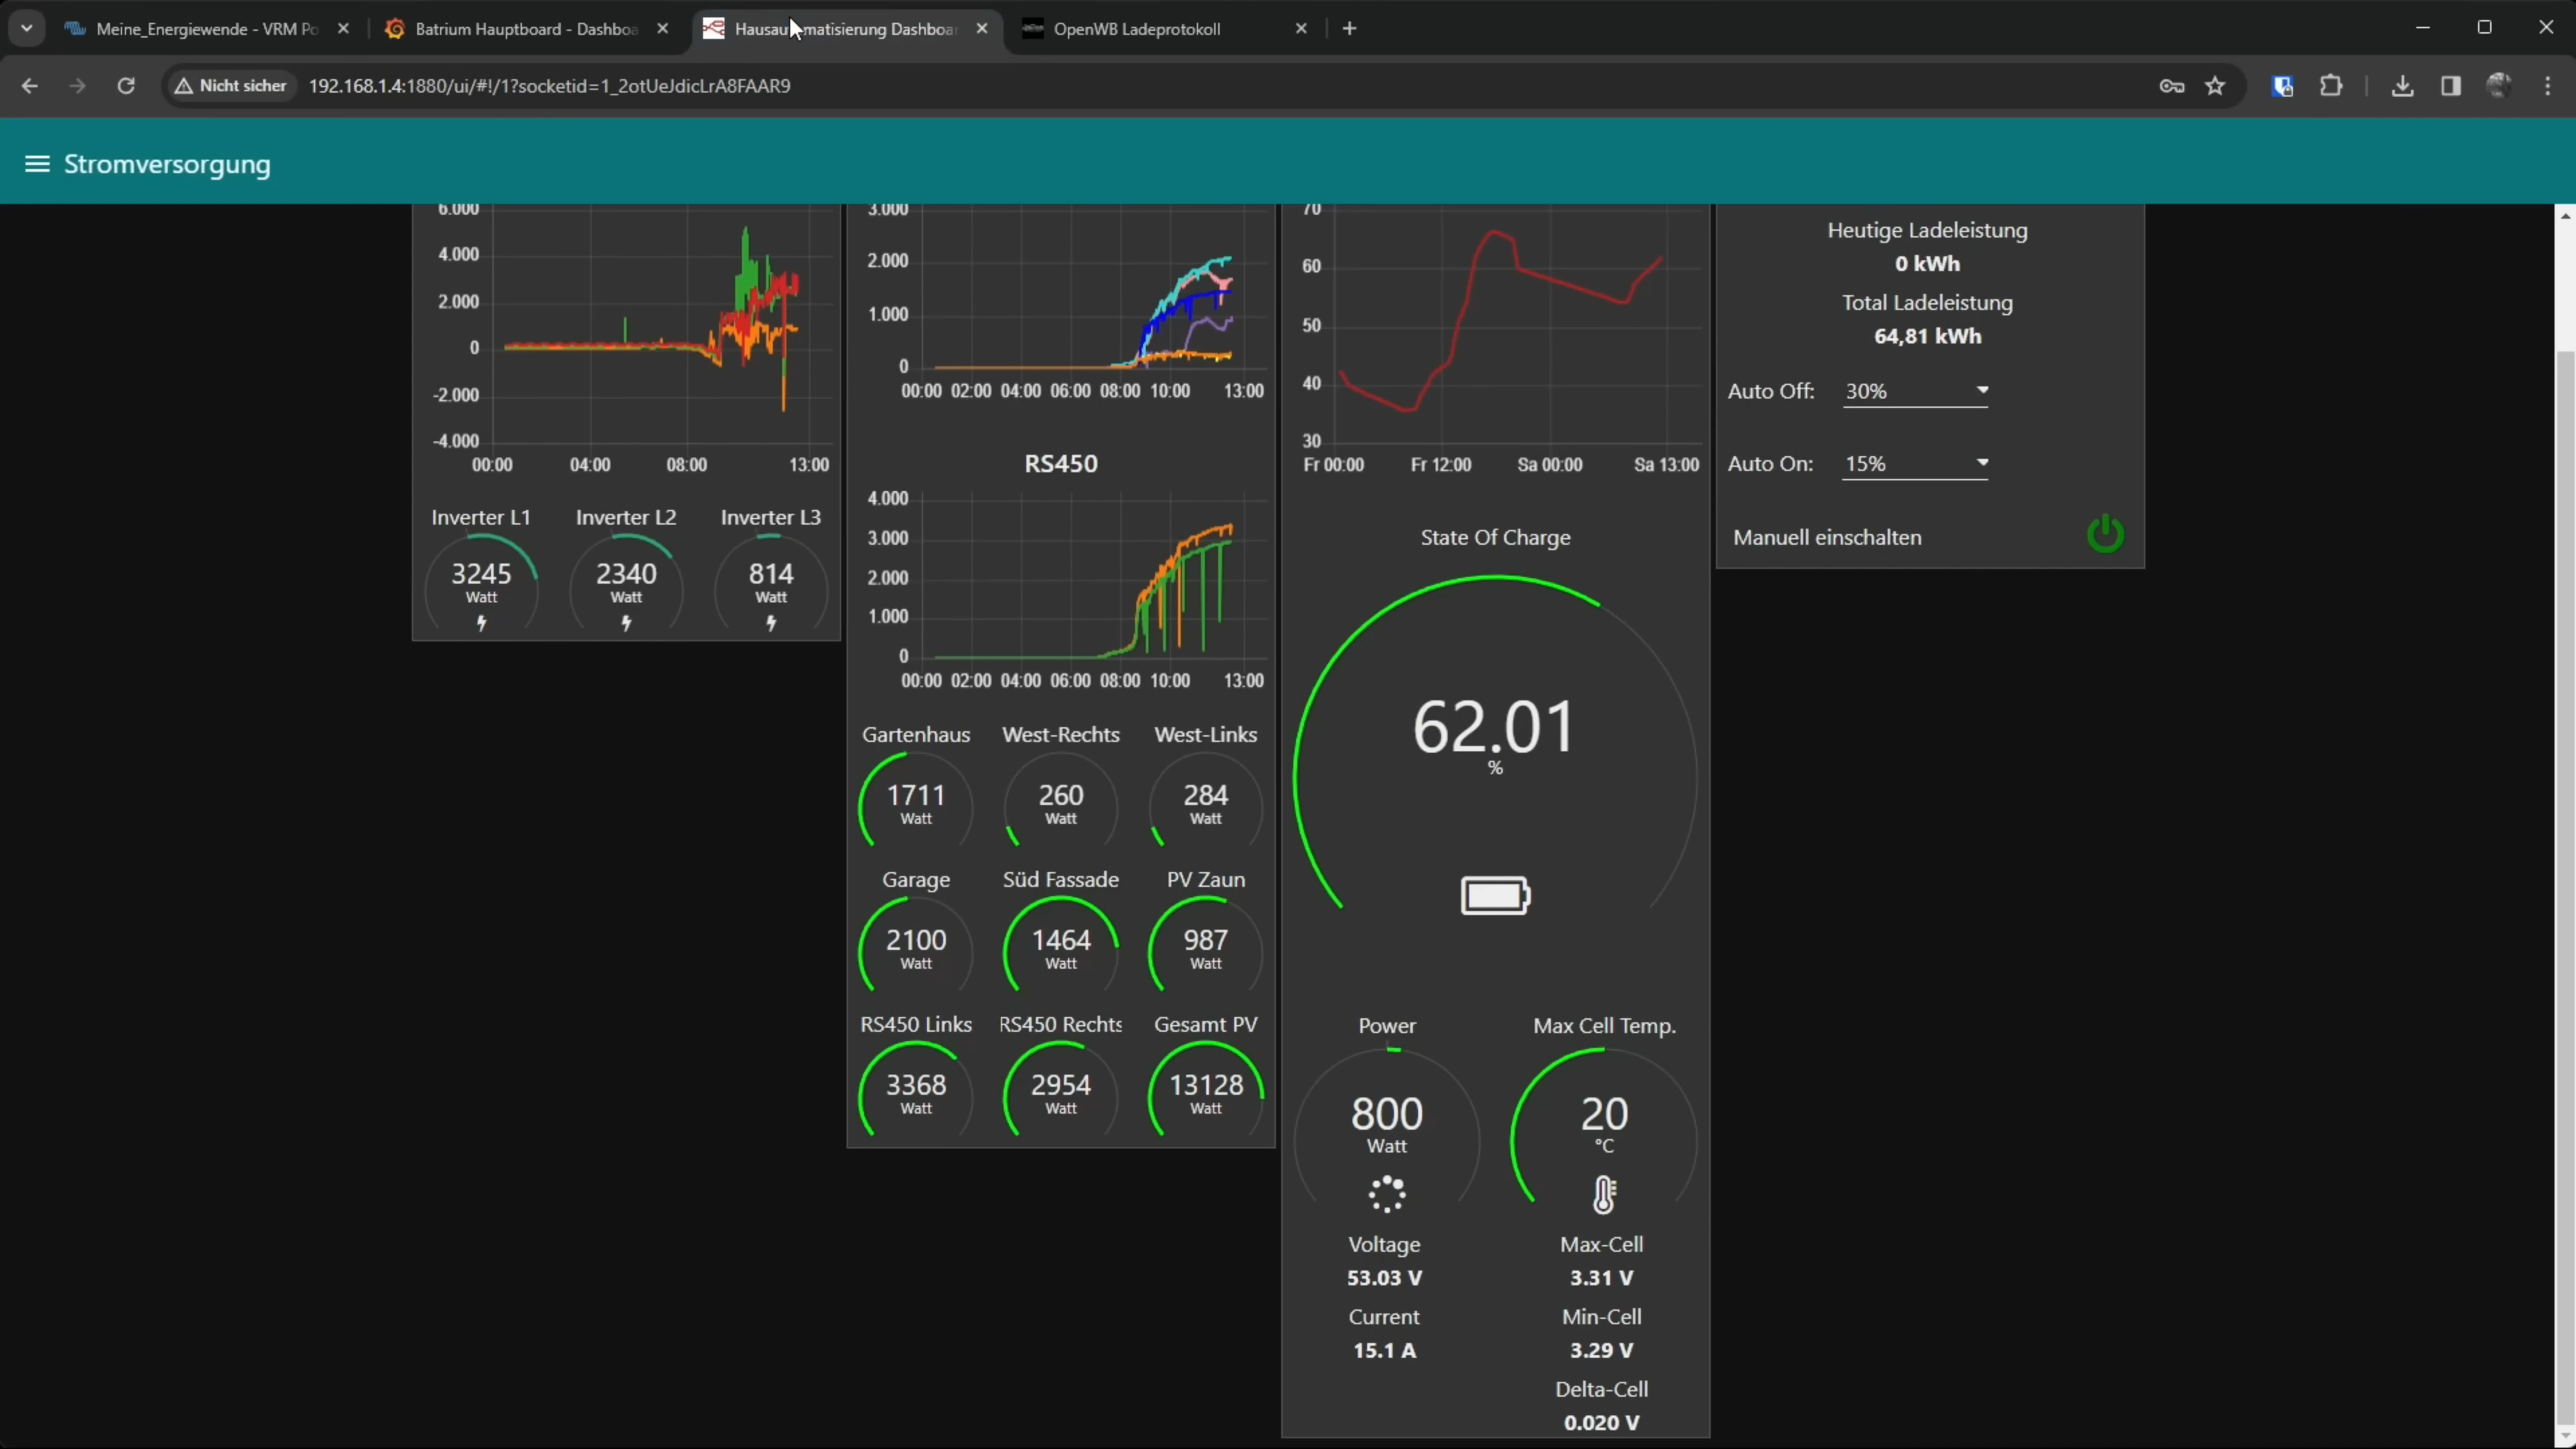 Meine_Energiewende - VRM Po
Batrium Hauptboard - Dashboa
Hausau matisierung Dashboar
OpenWB Ladeprotokoll
Nicht sicher
192.168.1.4:1880/ui/#!/1?socketid=1_2otUeJdicLrA8FAAR9
Stromversorgung
6.000
4.000
2.000
0
-2.000
-4.000
00:00 04:00 08:00 13:00
Inverter L1 Inverter L2 Inverter L3
3245 2340 814
Watt Watt Watt
3.000
2.000
1.000
0
00:00 02:00 04:00 06:00 08:00 10:00 13:00
RS450
4.000
3.000
2.000
1.000
0
00:00 02:00 04:00 06:00 08:00 10:00 13:00
Gartenhaus West-Rechts West-Links
1711 260 284
Watt Watt Watt
Garage Süd Fassade PV Zaun
2100 1464 987
Watt Watt Watt
RS450 Links RS450 Rechts Gesamt PV
3368 2954 13128
Watt Watt Watt
70
60
50
40
30
Fr 00:00 Fr 12:00 Sa 00:00 Sa 13:00
State Of Charge
62.01
%
Power Max Cell Temp.
800 20
Watt °C
Voltage Max-Cell
53.03 V 3.31 V
Current Min-Cell
15.1 A 3.29 V
Delta-Cell
0.020 V
Heutige Ladeleistung
0 kWh
Total Ladeleistung
64,81 kWh
Auto Off: 30%
Auto On: 15%
Manuell einschalten